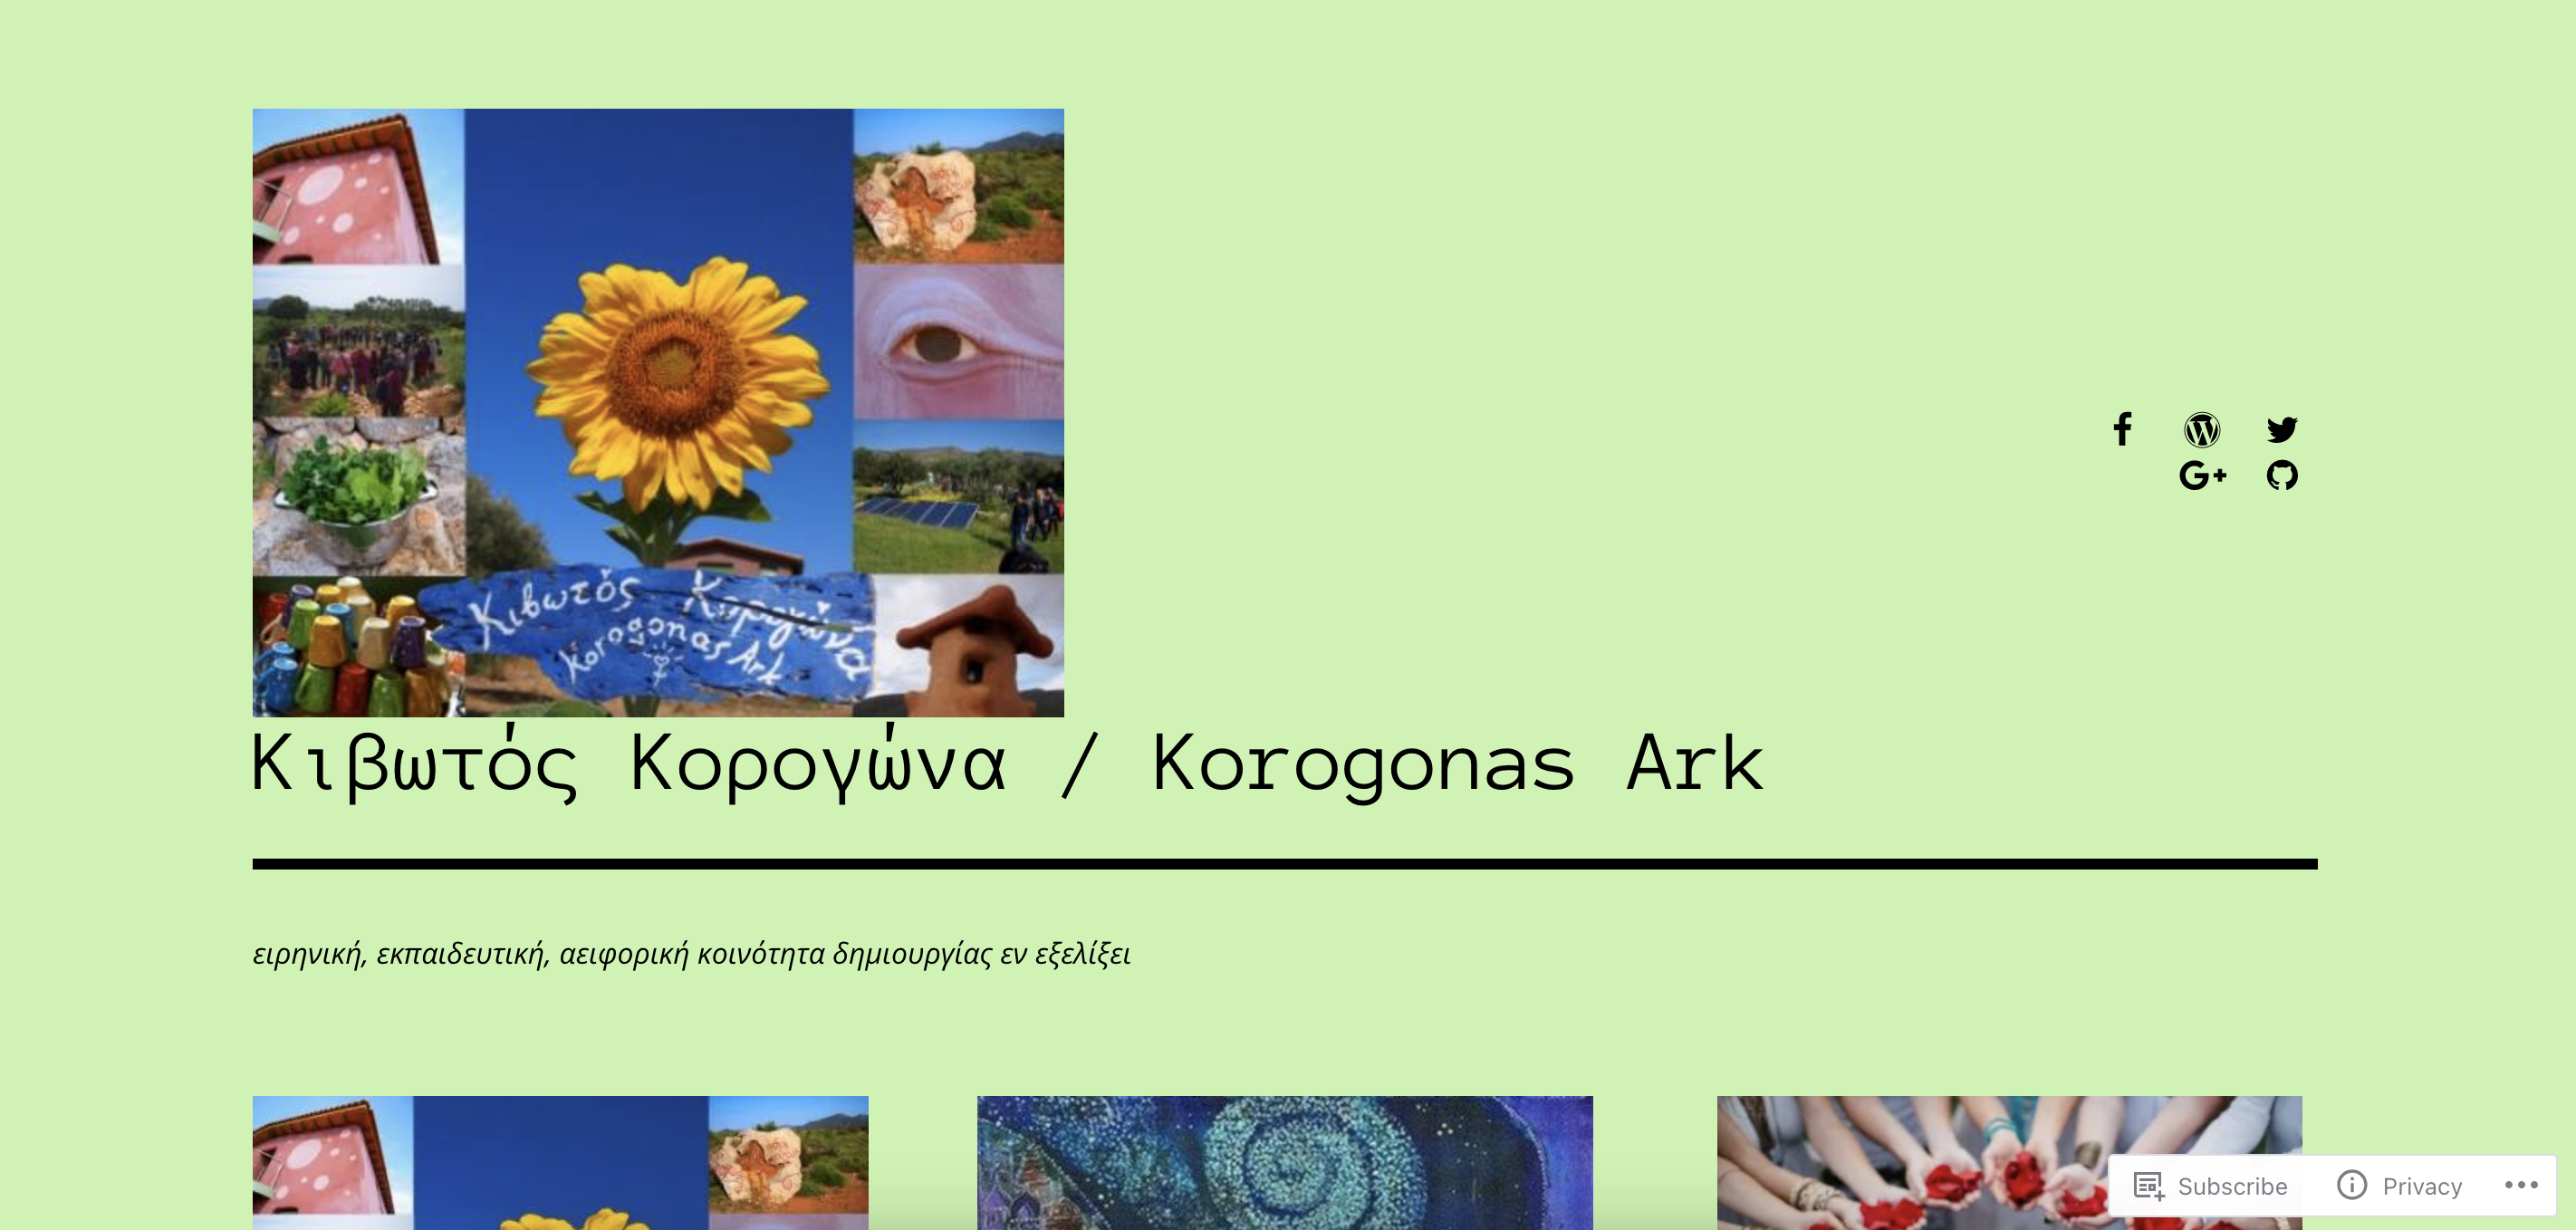 Κιβωτός Κορογώνα
Korogonas Ark
Κιβωτός Κορογώνα / Korogonas Ark
ειρηνική, εκπαιδευτική, αειφορική κοινότητα δημιουργίας εν εξελίξει
Subscribe
Privacy